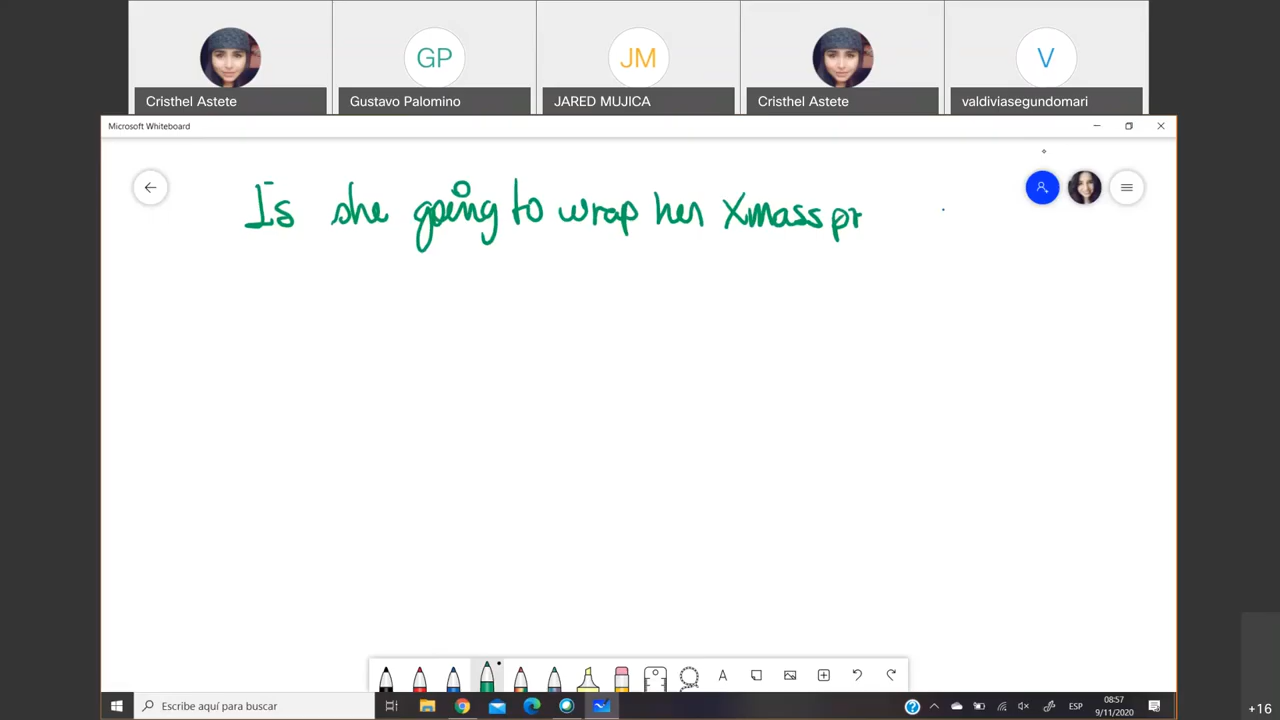 GP
JM
V
Cristhel Astete
Gustavo Palomino
JARED MUJICA
Cristhel Astete
valdiviasegundomari
Microsoft Whiteboard
Is she going to wrap her Xmass pr
A
Escribe aquí para buscar
ESP
08:57
9/11/2020
+16